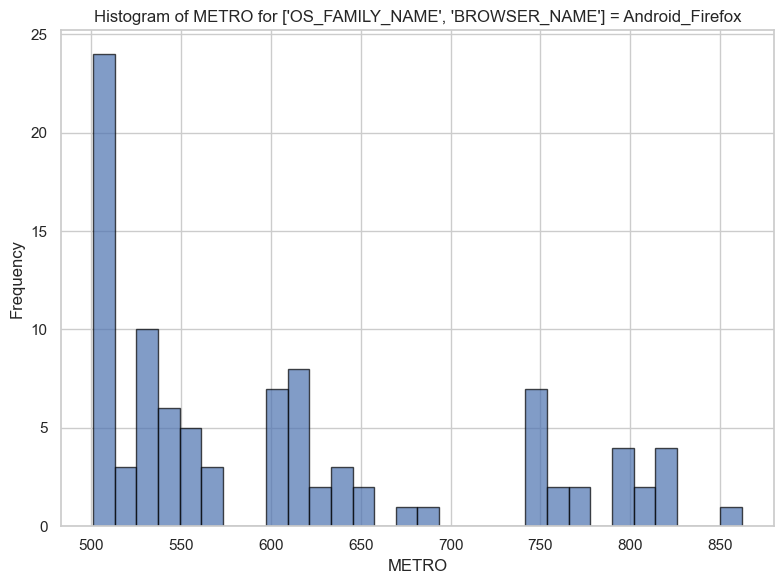 Histogram of METRO for ['OS_FAMILY_NAME', 'BROWSER_NAME'] = Android_Firefox
25
20
15
10
5
0
Frequency
500 550 600 650 700 750 800 850
METRO